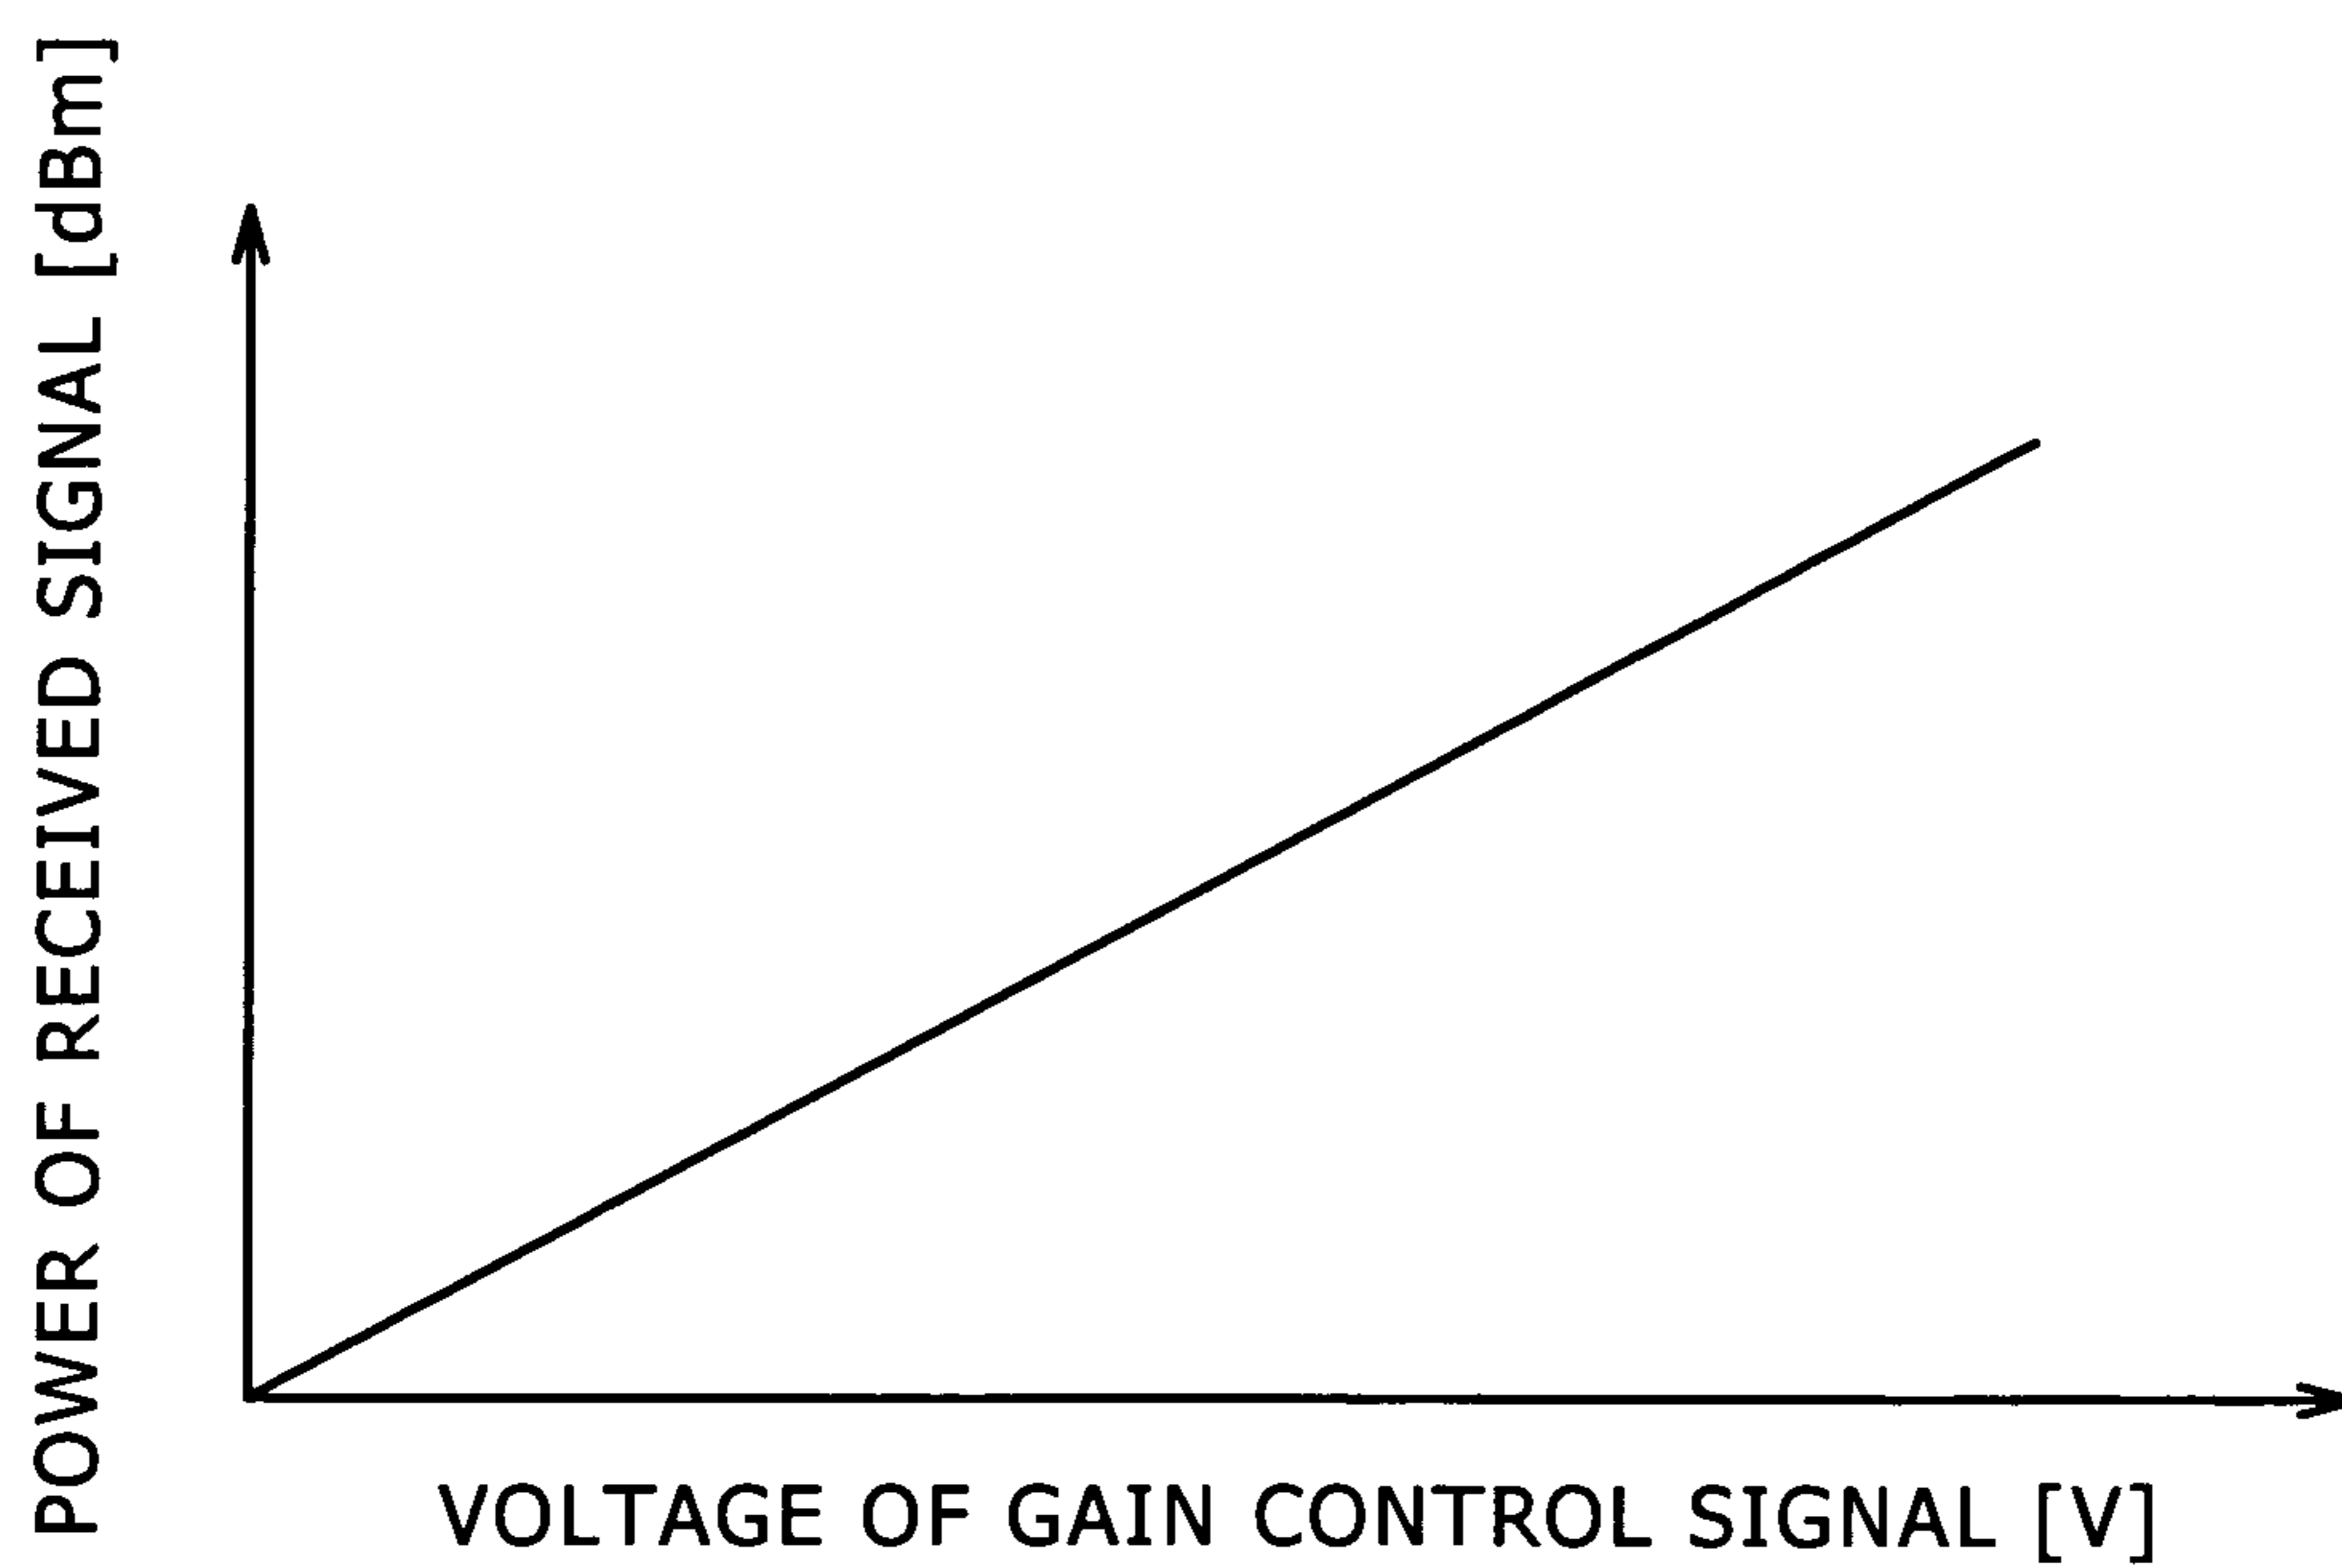 POWER OF RECEIVED SIGNAL [dBm]
VOLTAGE OF GAIN CONTROL SIGNAL [V]